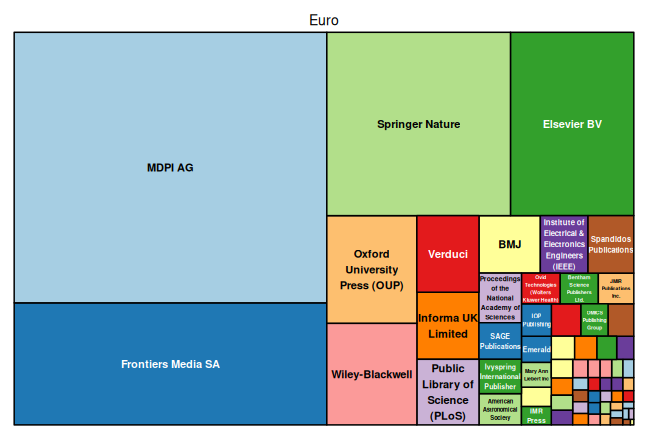 Euro
MDPI AG
Springer Nature
Elsevier BV
Frontiers Media SA
Oxford
University
Press (OUP)
Wiley-Blackwell
Verduci
Informa UK
Limited
Public
Library of
Science
(PLoS)
BMJ
Institute of
Electrical &
Electronics
Engineers
(IEEE)
Spandidos
Publications
Proceedings
of the
National
Academy of
Sciences
SAGE
Publications
Ivyspring
International
Publisher
American
Astronomical
Society
Ovid
Technologies
(Wolters
Kluwer Health)
Bentham
Science
Publishers
Ltd.
JMIR
Publications
Inc.
IOP
Publishing
OMICS
Publishing
Group
Emerald
Mary Ann
Liebert Inc
IMR
Press